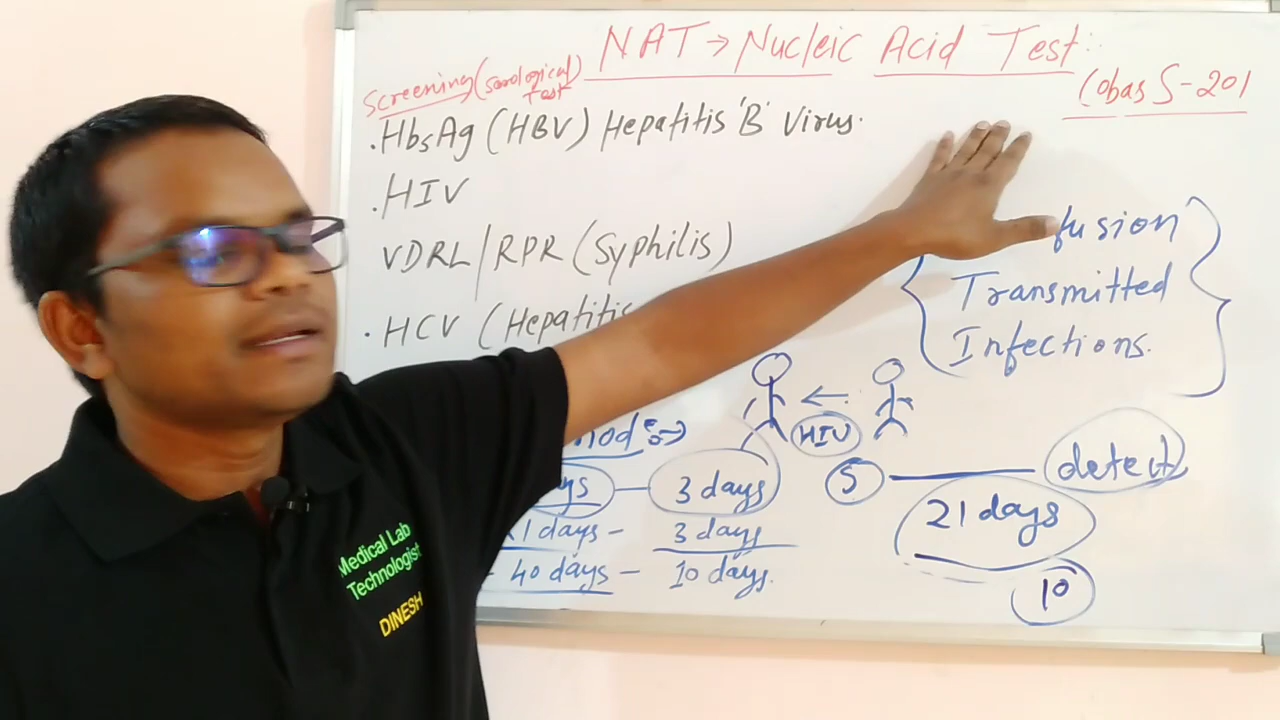 NAT → Nucleic Acid Test
Cobas S-201
Screening (Serological Test)
. HbsAg (HBV) Hepatitis 'B' Virus.
. HIV
VDRL / RPR (Syphilis)
. HCV (Hepatitis
fusion
Transmitted
Infections.
HIV
3 days
1 days - 3 days
- 40 days - 10 days.
5 detect
21 days
10
Medical Lab
Technologist
DINESH